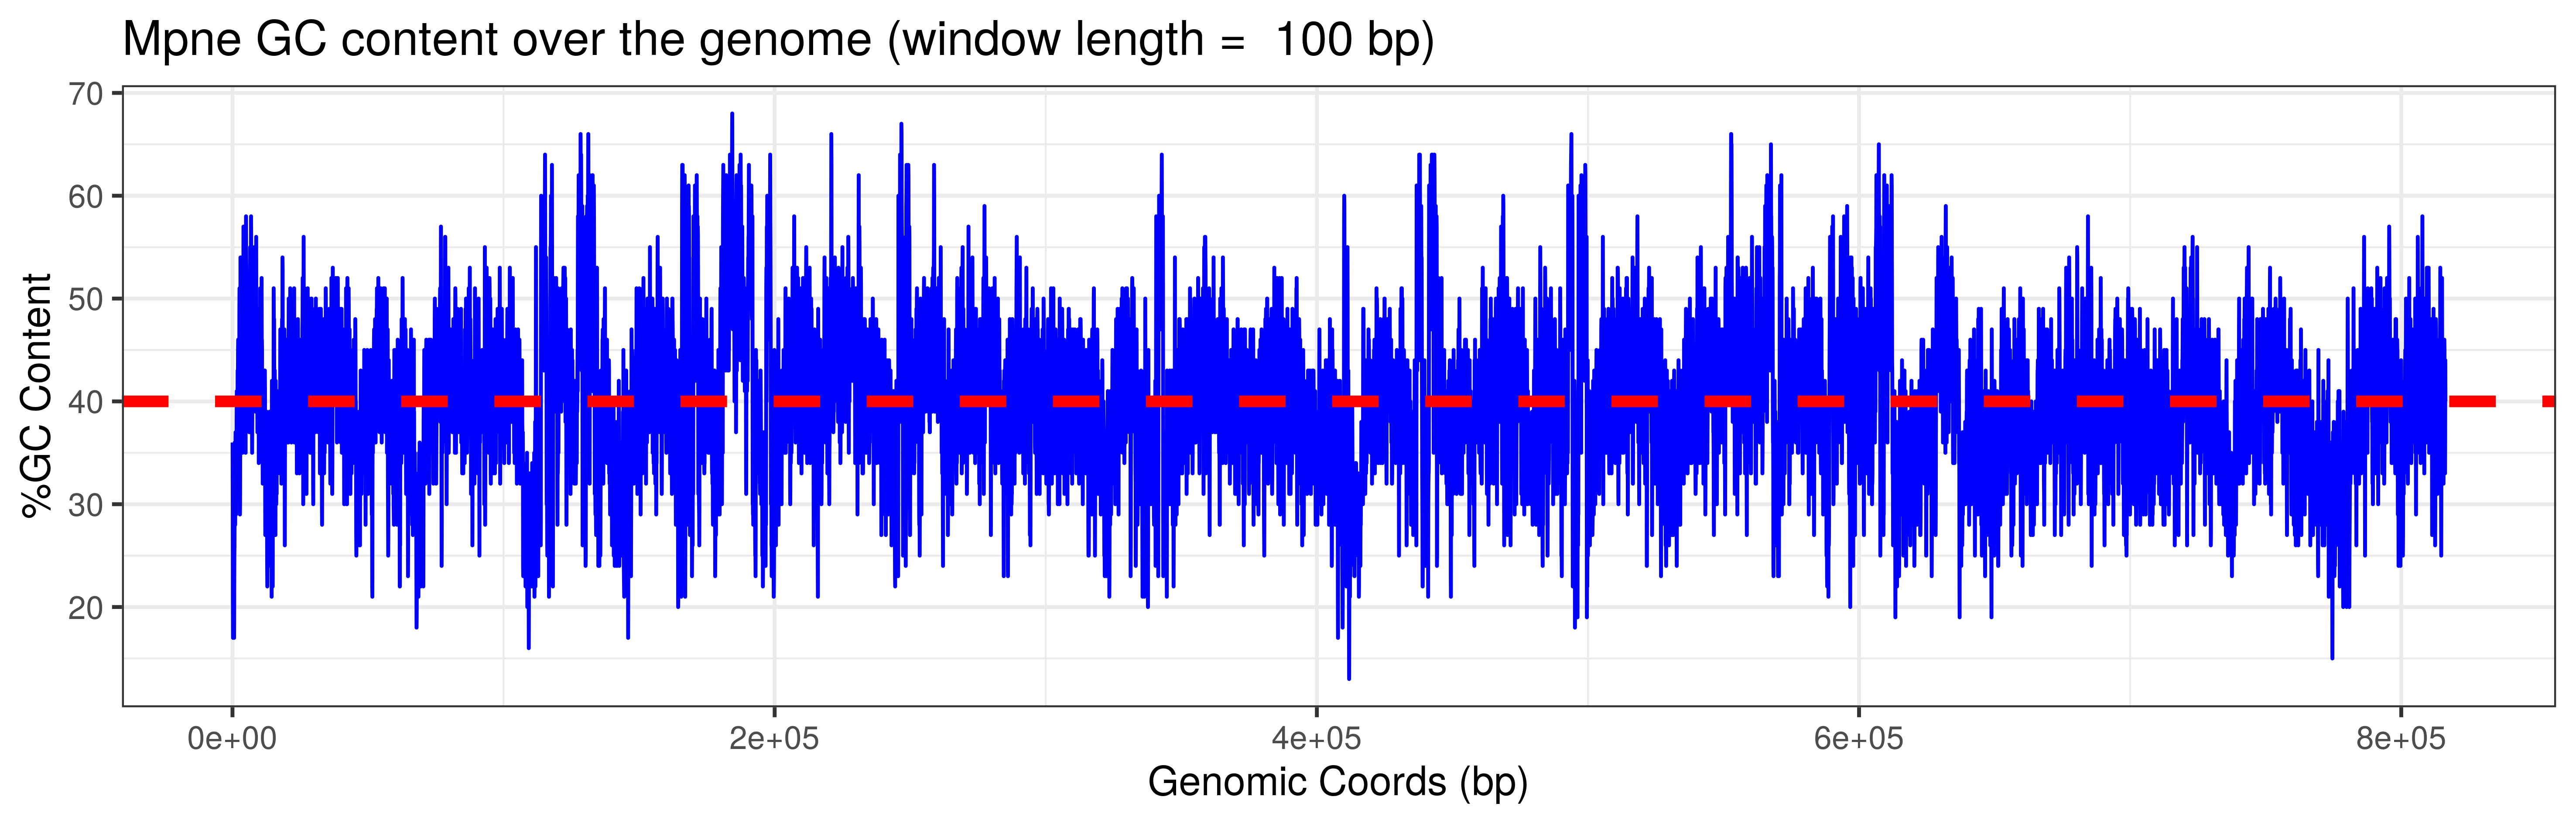 Mpne GC content over the genome (window length =  100 bp)
%GC Content
70
60
50
40
30
20
0e+00
2e+05
4e+05
6e+05
8e+05
Genomic Coords (bp)